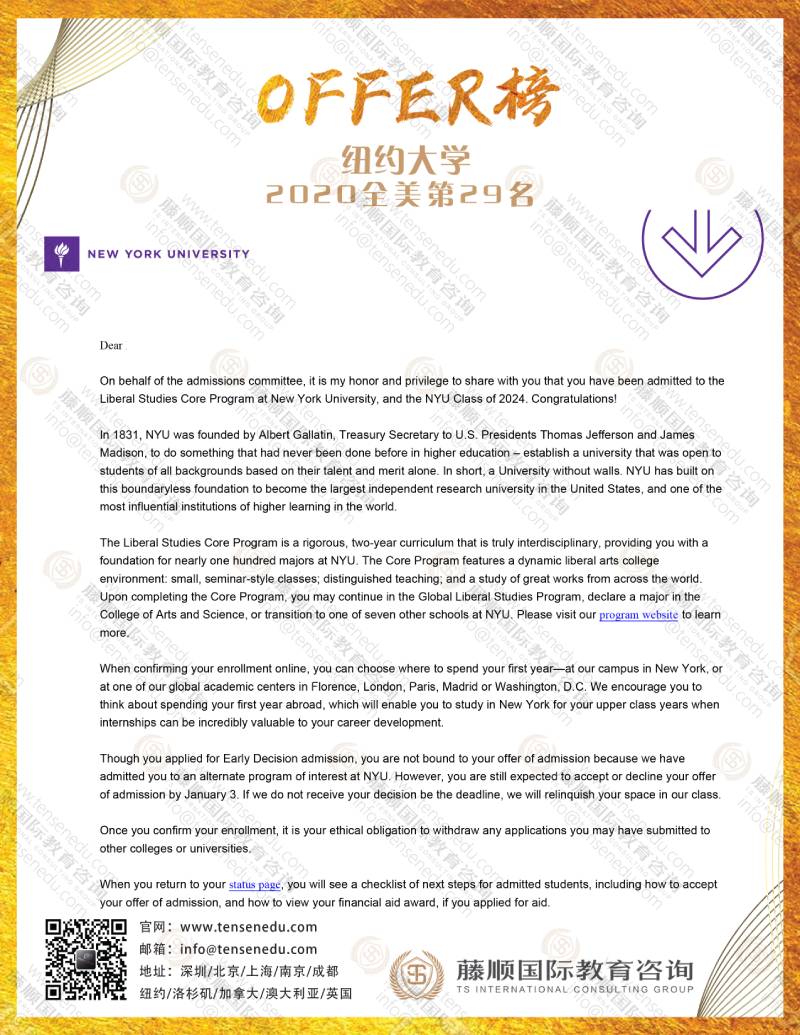 OFFER榜
纽约大学
2020全美第29名
NEW YORK UNIVERSITY
Dear
On behalf of the admissions committee, it is my honor and privilege to share with you that you have been admitted to the
Liberal Studies Core Program at New York University, and the NYU Class of 2024. Congratulations!
In 1831, NYU was founded by Albert Gallatin, Treasury Secretary to U.S. Presidents Thomas Jefferson and James
Madison, to do something that had never been done before in higher education – establish a university that was open to
students of all backgrounds based on their talent and merit alone. In short, a University without walls. NYU has built on
this boundaryless foundation to become the largest independent research university in the United States, and one of the
most influential institutions of higher learning in the world.
The Liberal Studies Core Program is a rigorous, two-year curriculum that is truly interdisciplinary, providing you with a
foundation for nearly one hundred majors at NYU. The Core Program features a dynamic liberal arts college
environment: small, seminar-style classes; distinguished teaching; and a study of great works from across the world.
Upon completing the Core Program, you may continue in the Global Liberal Studies Program, declare a major in the
College of Arts and Science, or transition to one of seven other schools at NYU. Please visit our program website to learn
more.
When confirming your enrollment online, you can choose where to spend your first year—at our campus in New York, or
at one of our global academic centers in Florence, London, Paris, Madrid or Washington, D.C. We encourage you to
think about spending your first year abroad, which will enable you to study in New York for your upper class years when
internships can be incredibly valuable to your career development.
Though you applied for Early Decision admission, you are not bound to your offer of admission because we have
admitted you to an alternate program of interest at NYU. However, you are still expected to accept or decline your offer
of admission by January 3. If we do not receive your decision be the deadline, we will relinquish your space in our class.
Once you confirm your enrollment, it is your ethical obligation to withdraw any applications you may have submitted to
other colleges or universities.
When you return to your status page, you will see a checklist of next steps for admitted students, including how to accept
your offer of admission, and how to view your financial aid award, if you applied for aid.
官网：www.tensenedu.com
邮箱：info@tensenedu.com
地址：深圳/北京/上海/南京/成都
纽约/洛杉矶/加拿大/澳大利亚/英国
藤顺国际教育咨询
TS INTERNATIONAL CONSULTING GROUP